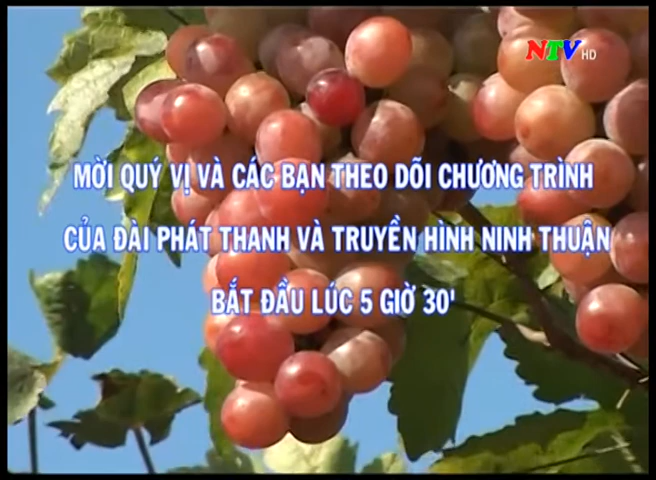 NTV HD
MỜI QUÝ VỊ VÀ CÁC BẠN THEO DÕI CHƯƠNG TRÌNH
CỦA ĐÀI PHÁT THANH VÀ TRUYỀN HÌNH NINH THUẬN
BẮT ĐẦU LÚC 5 GIỜ 30'